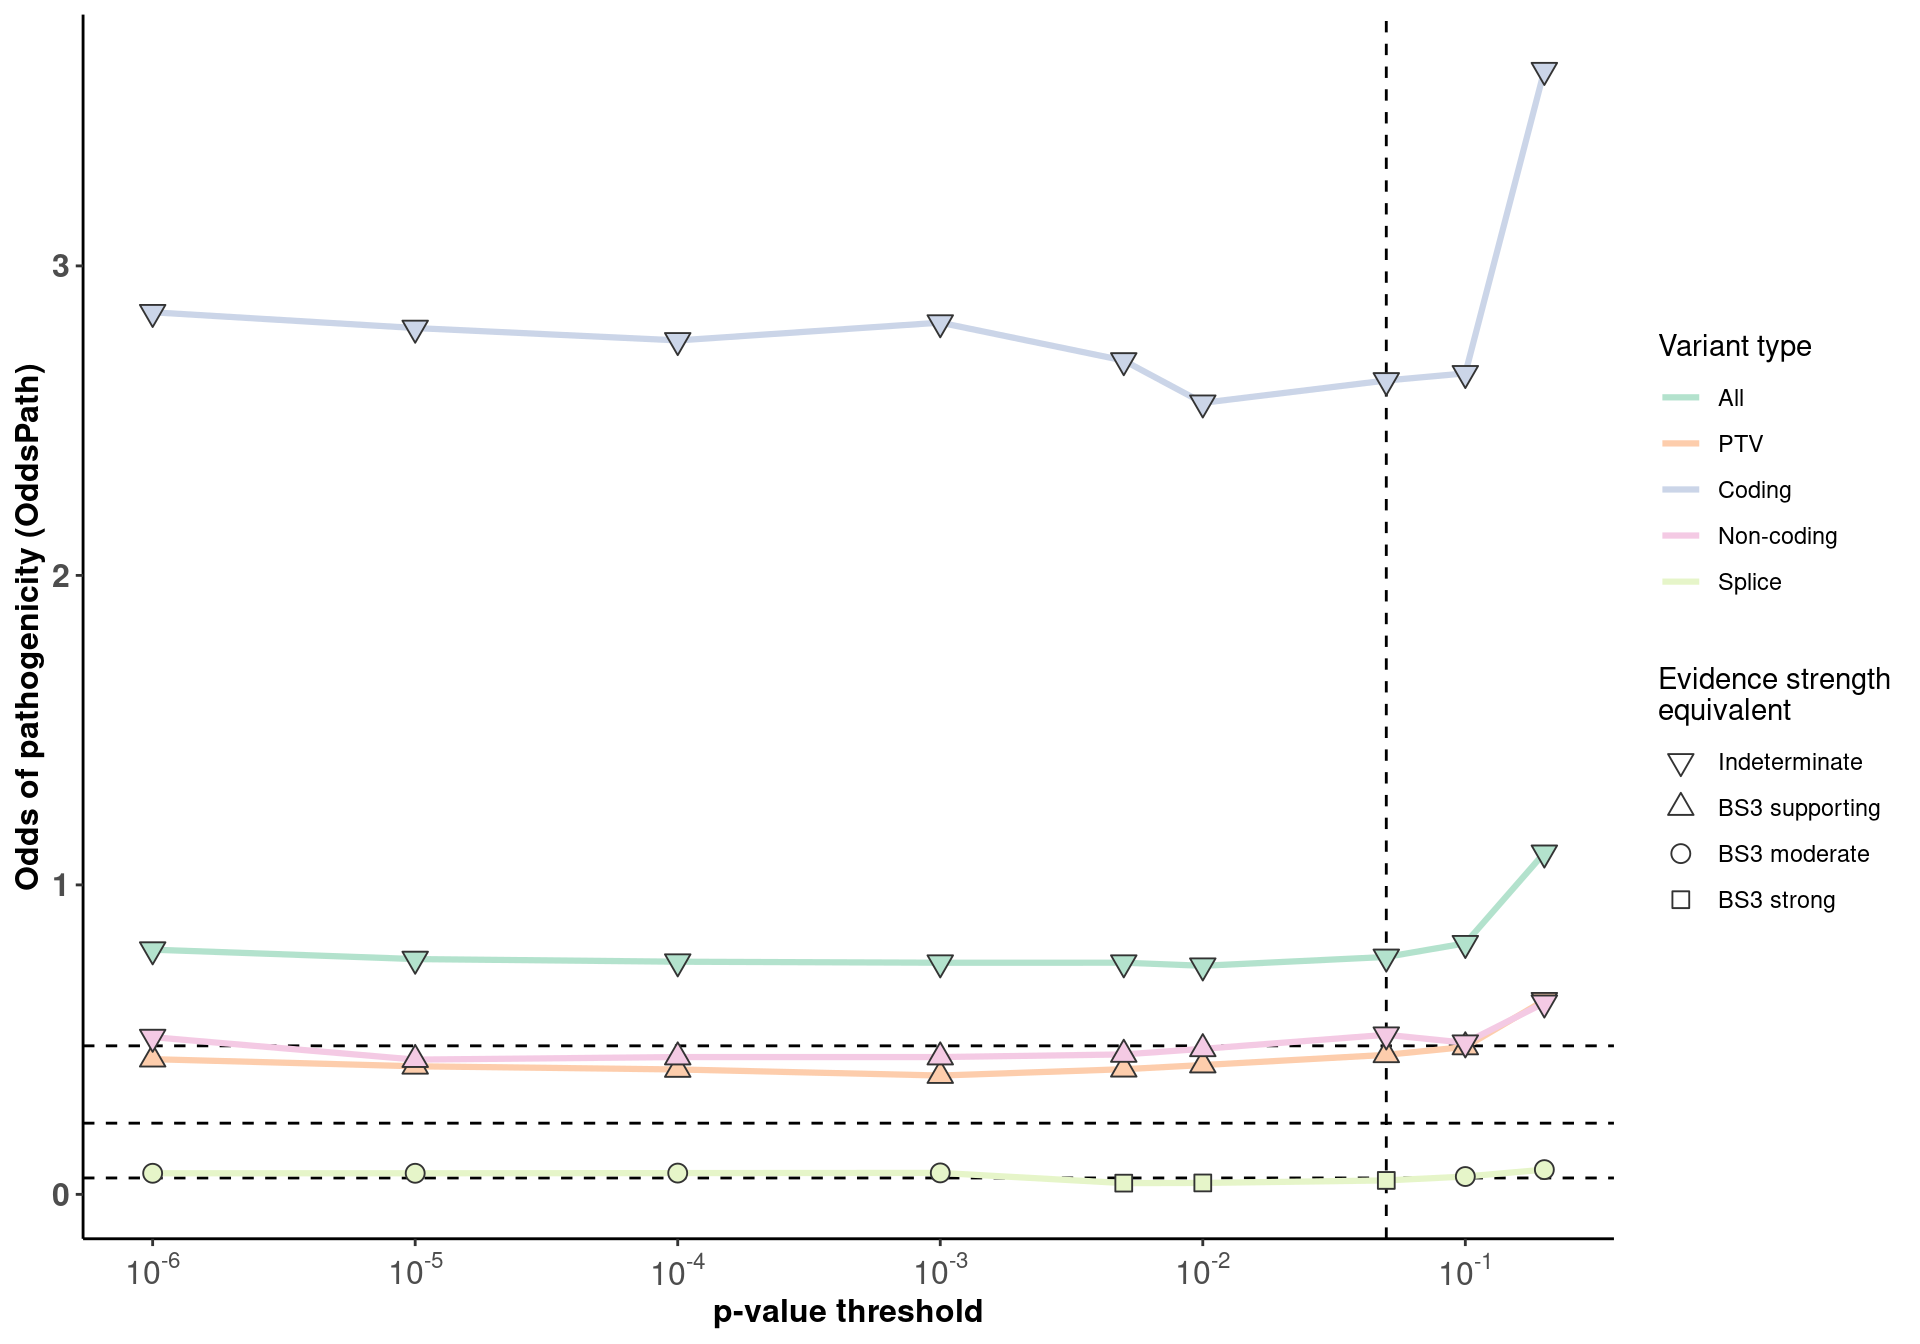 Odds of pathogenicity (OddsPath)
3
2
1
0
10-6
10-5
10-4
10-3
10-2
10-1
p-value threshold
Variant type
All
PTV
Coding
Non-coding
Splice
Evidence strength
equivalent
Indeterminate
BS3 supporting
BS3 moderate
BS3 strong